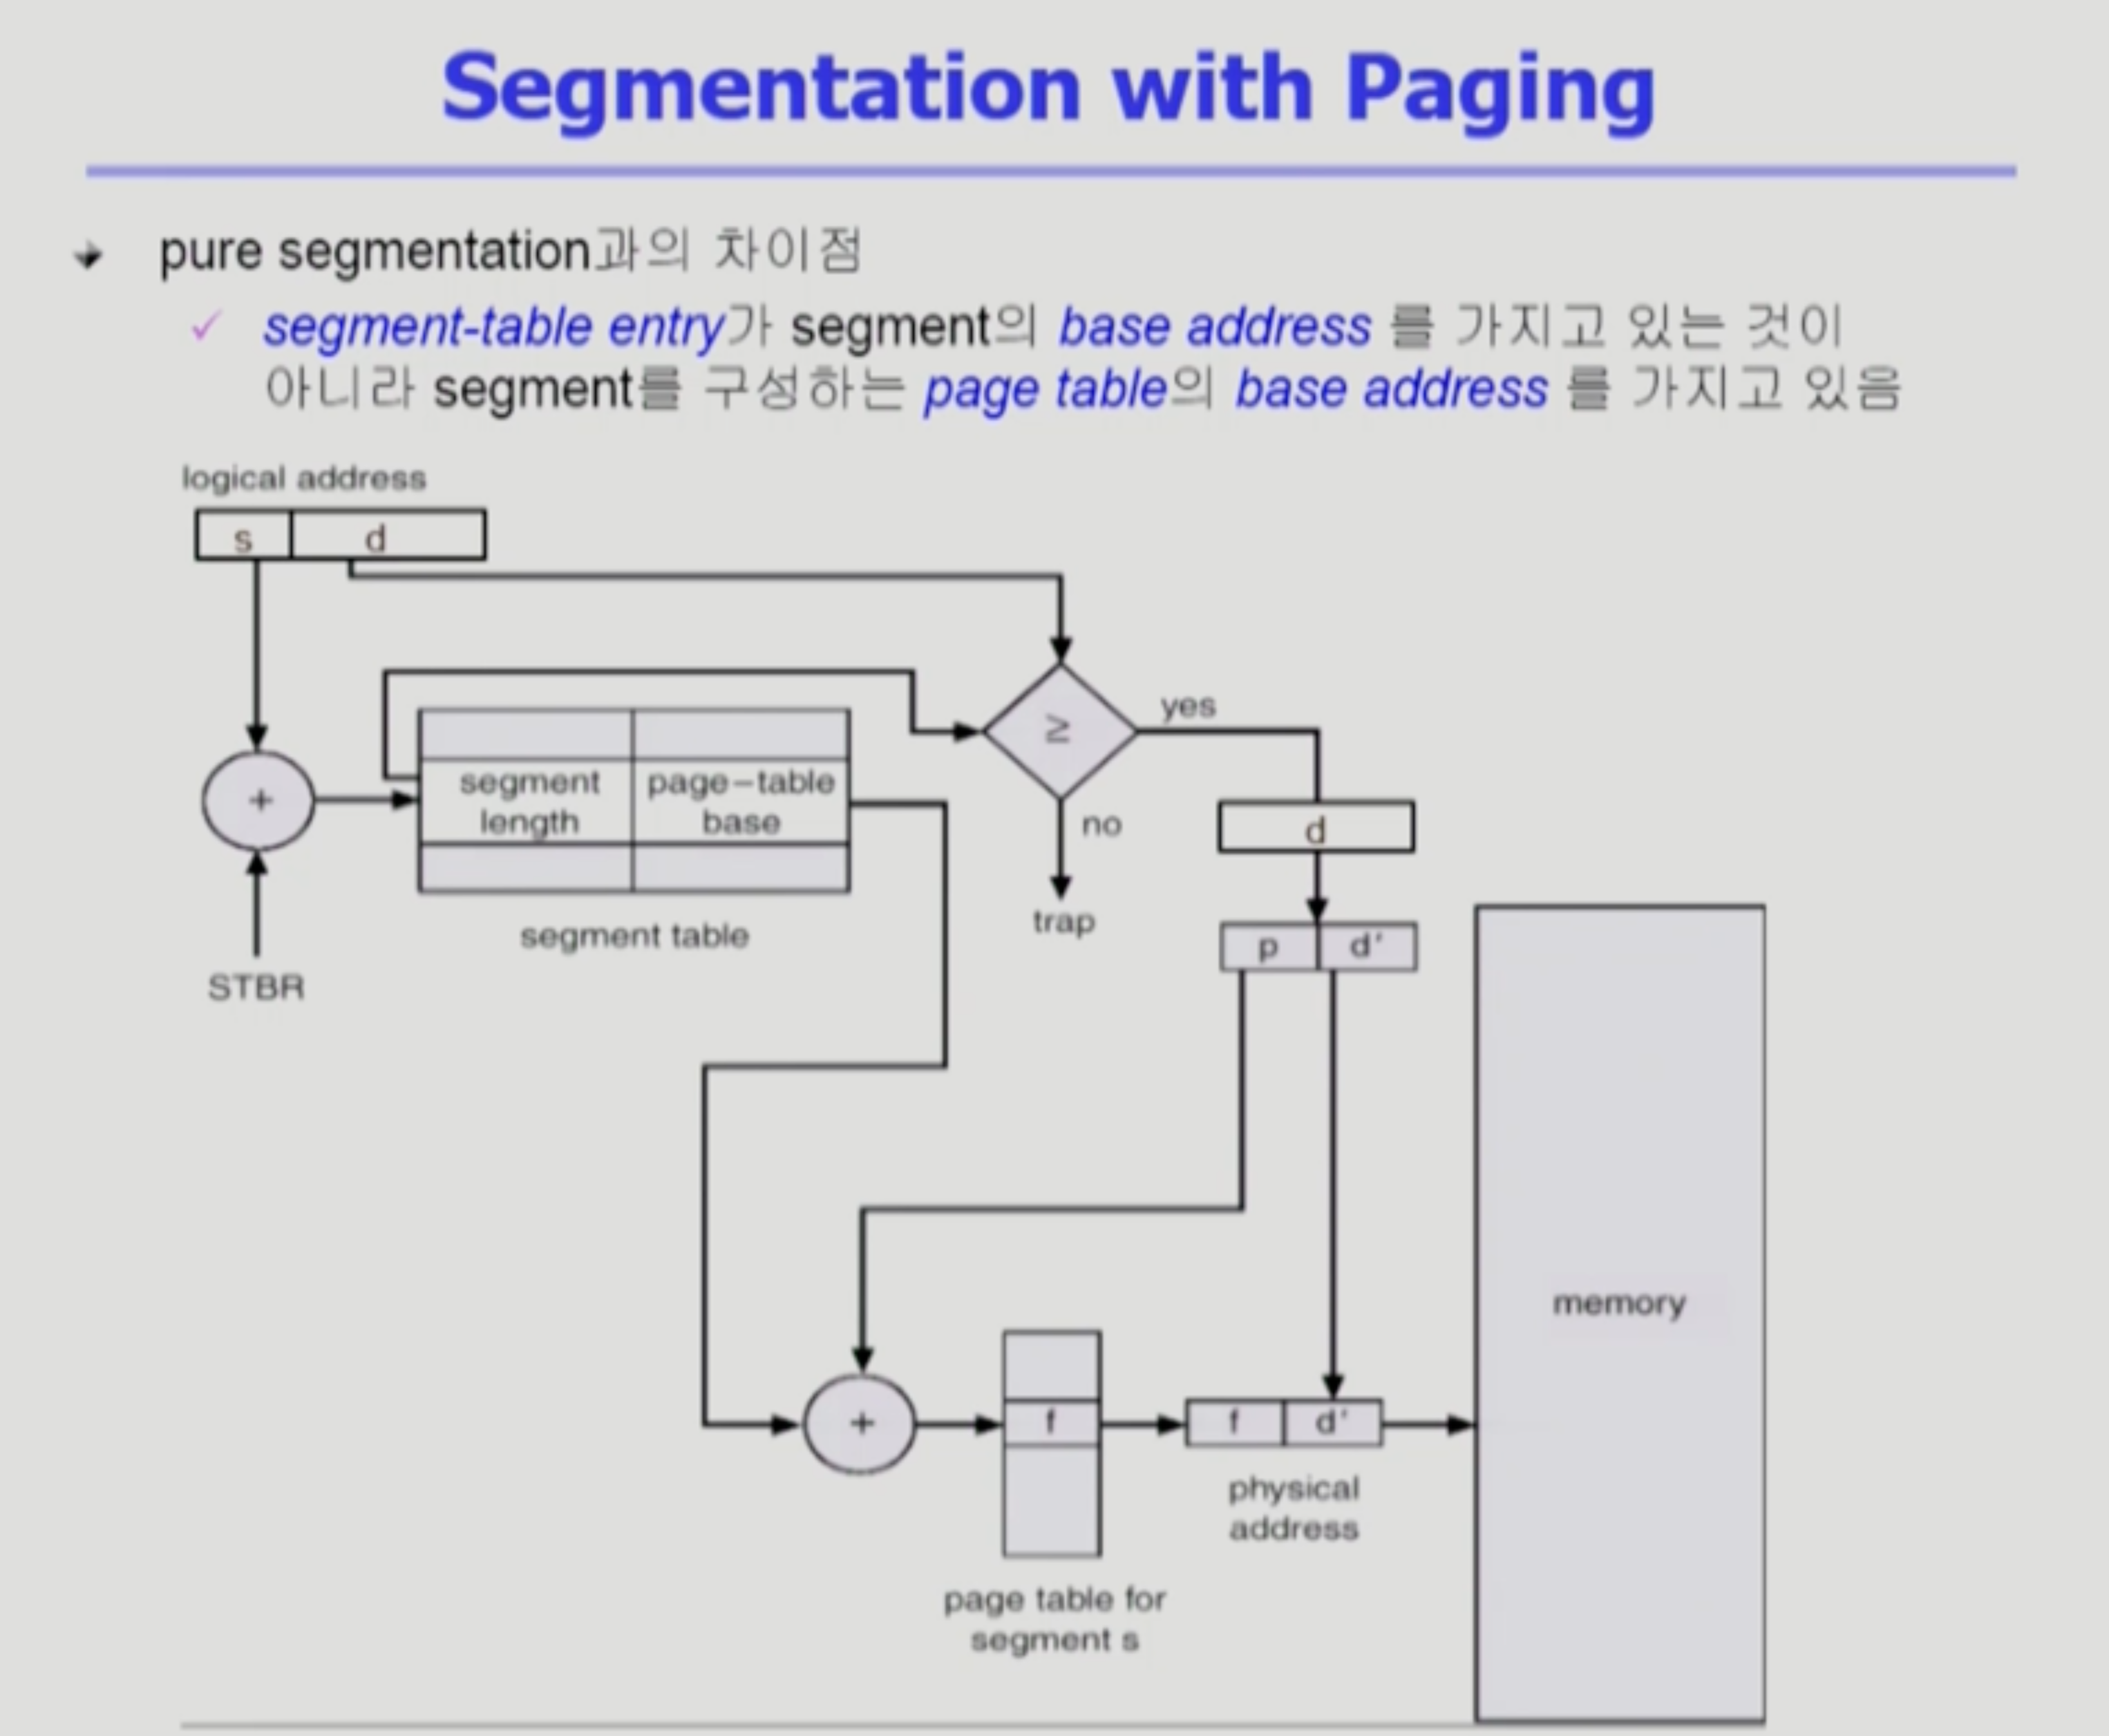 Segmentation with Paging
pure segmentation과의 차이점
✓ segment-table entry가 segment의 base address 를 가지고 있는 것이
아니라 segment를 구성하는 page table의 base address 를 가지고 있음
logical address
s d
≥
yes
no
trap
+
segment
length
page-table
base
segment table
STBR
d
p d′
memory
+
f
f d′
physical
address
page table for
segment s